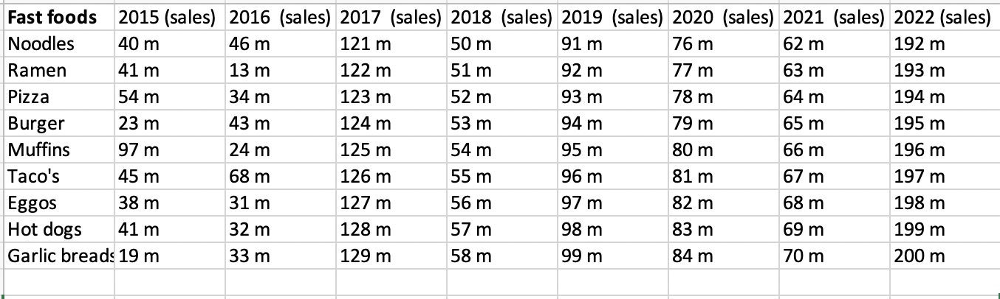 Fast foods 2015 (sales) 2016 (sales) 2017 (sales) 2018 (sales) 2019 (sales) 2020 (sales) 2021 (sales) 2022 (sales)
Noodles 40 m 46 m 121 m 50 m 91 m 76 m 62 m 192 m
Ramen 41 m 13 m 122 m 51 m 92 m 77 m 63 m 193 m
Pizza 54 m 34 m 123 m 52 m 93 m 78 m 64 m 194 m
Burger 23 m 43 m 124 m 53 m 94 m 79 m 65 m 195 m
Muffins 97 m 24 m 125 m 54 m 95 m 80 m 66 m 196 m
Taco's 45 m 68 m 126 m 55 m 96 m 81 m 67 m 197 m
Eggos 38 m 31 m 127 m 56 m 97 m 82 m 68 m 198 m
Hot dogs 41 m 32 m 128 m 57 m 98 m 83 m 69 m 199 m
Garlic breads 19 m 33 m 129 m 58 m 99 m 84 m 70 m 200 m